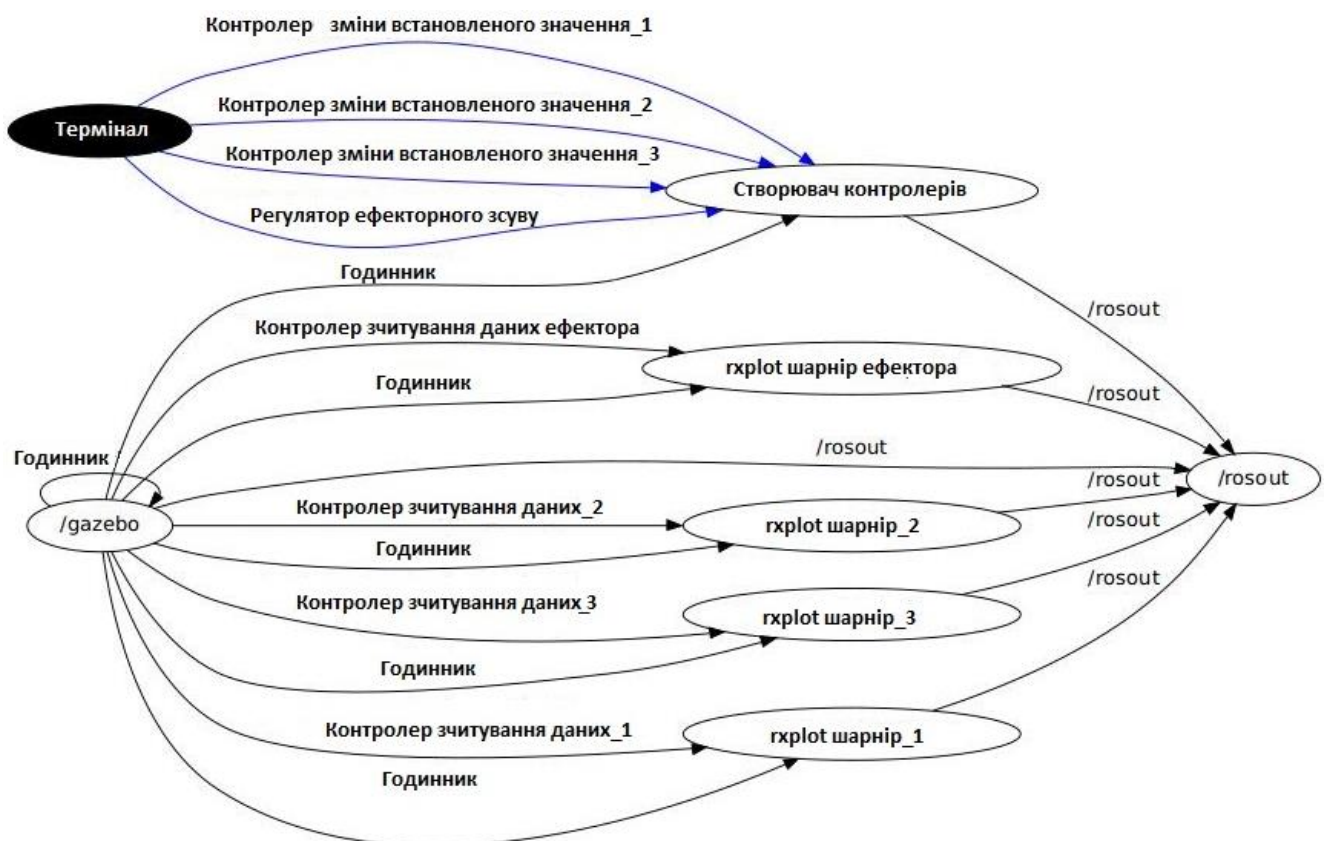 Контролер зміни встановленого значення_1
Контролер зміни встановленого значення_2
Термінал
Контролер зміни встановленого значення_3
Створювач контролерів
Регулятор ефекторного зсуву
Годинник
/rosout
Контролер зчитування даних ефектора
rxplot шарнір ефектора
Годинник
/rosout
Годинник
/rosout
/rosout
/rosout
/gazebo
Контролер зчитування даних_2
rxplot шарнір_2
/rosout
Годинник
/rosout
Контролер зчитування даних_3
rxplot шарнір_3
Годинник
Контролер зчитування даних_1
rxplot шарнір_1
Годинник